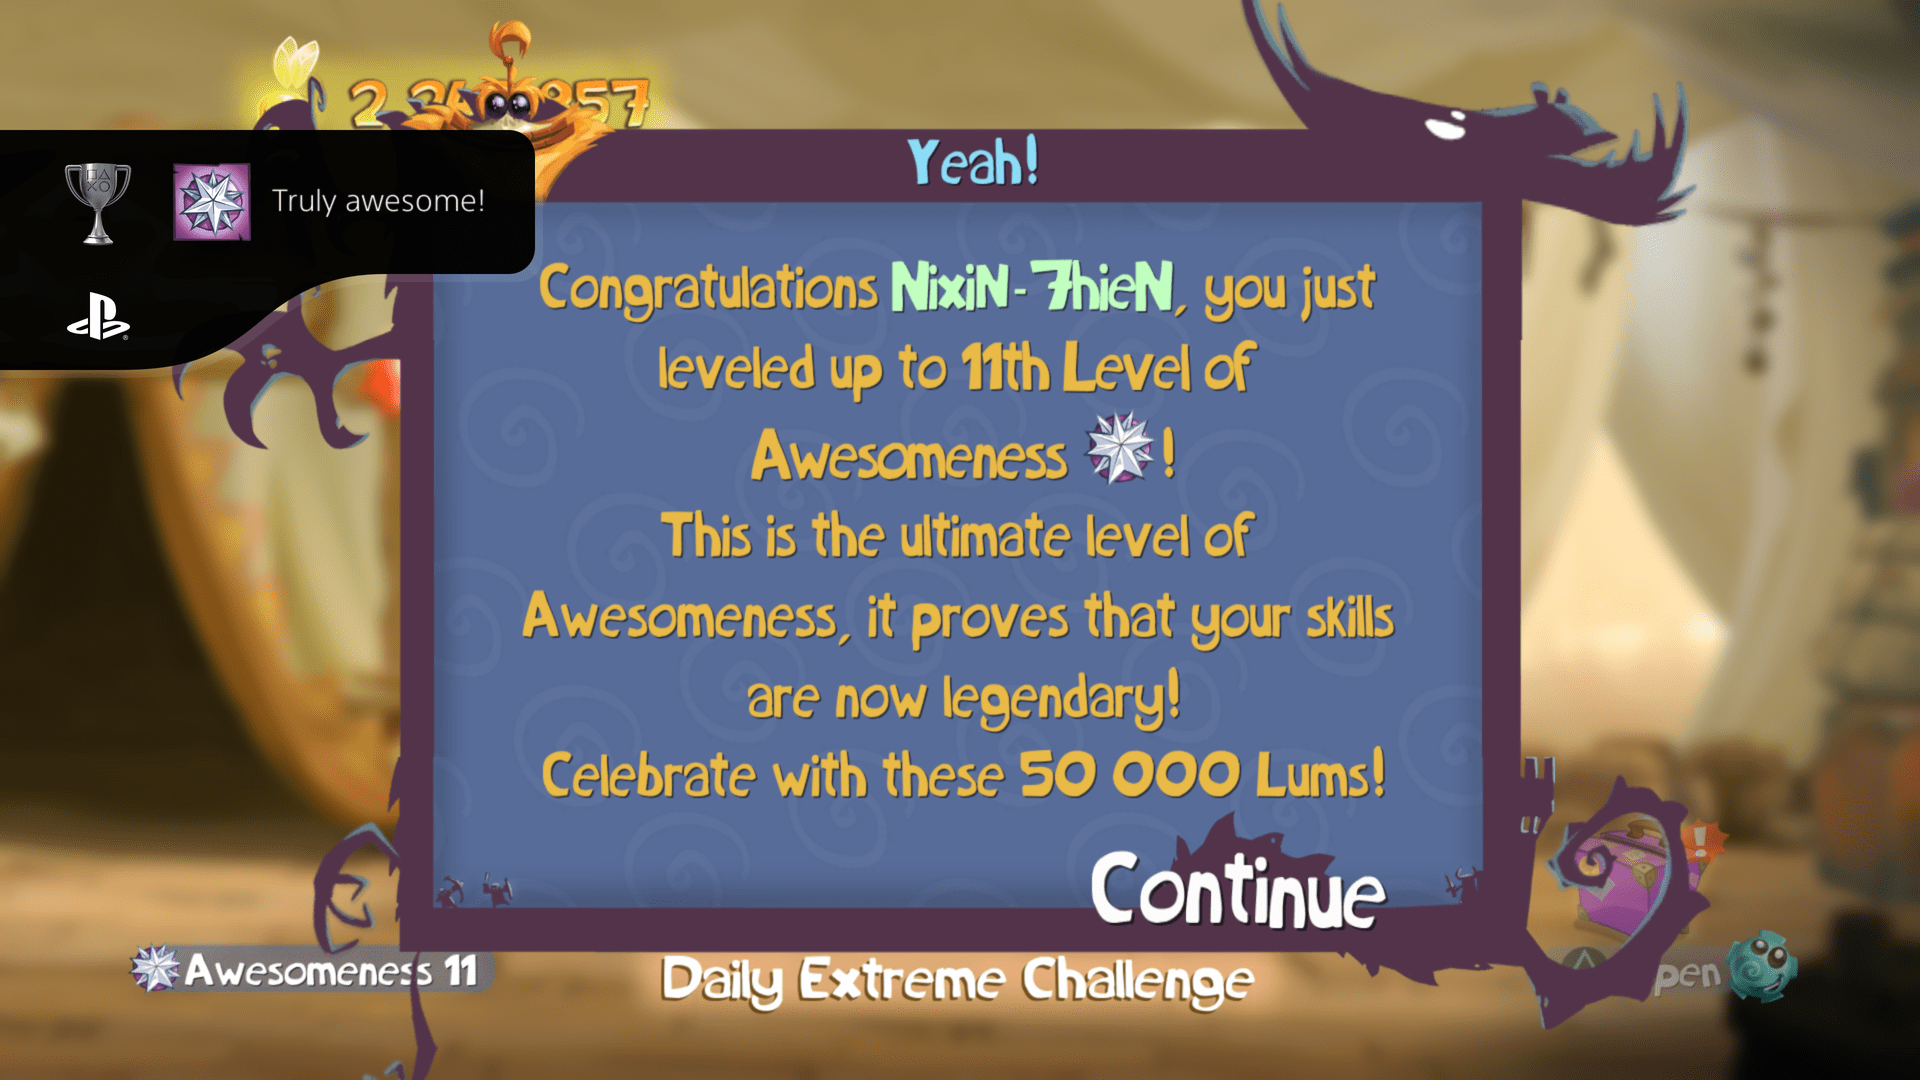 857
Yeah!
Truly awesome!
Congratulations NixiN-7hieN, you just
leveled up to 11th Level of
Awesomeness !
This is the ultimate level of
Awesomeness, it proves that your skills
are now legendary!
Celebrate with these 50 000 Lums!
Continue
Awesomeness 11
Daily Extreme Challenge
pen